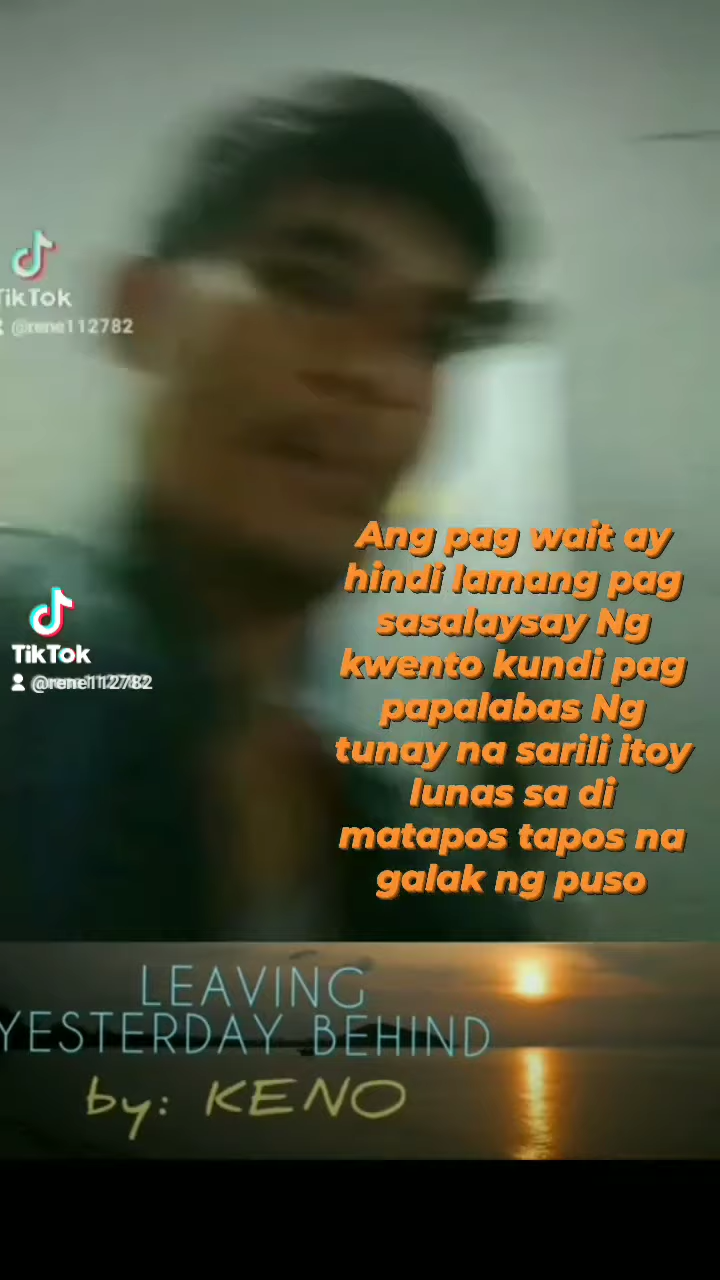 TikTok
@rene112782
Ang pag wait ay
hindi lamang pag
sasalaysay Ng
kwento kundi pag
papalabas Ng
tunay na sarili itoy
lunas sa di
matapos tapos na
galak ng puso
TikTok
@rene112782
LEAVING
YESTERDAY BEHIND
by: KENO